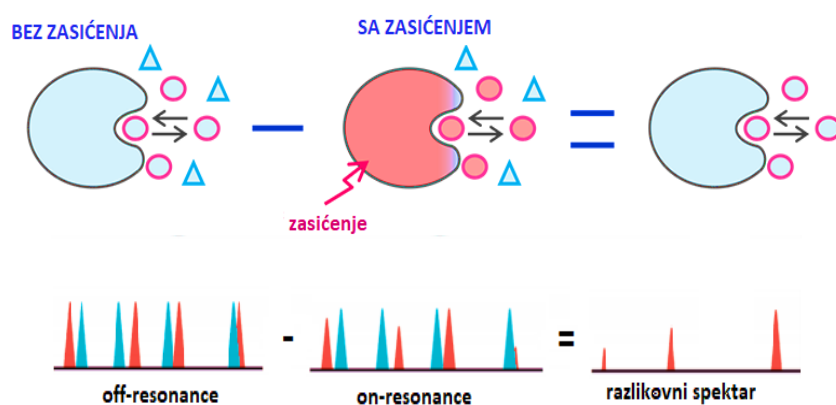 BEZ ZASIĆENJA
SA ZASIĆENJEM
zasićenje
off-resonance
on-resonance
razlikovni spektar